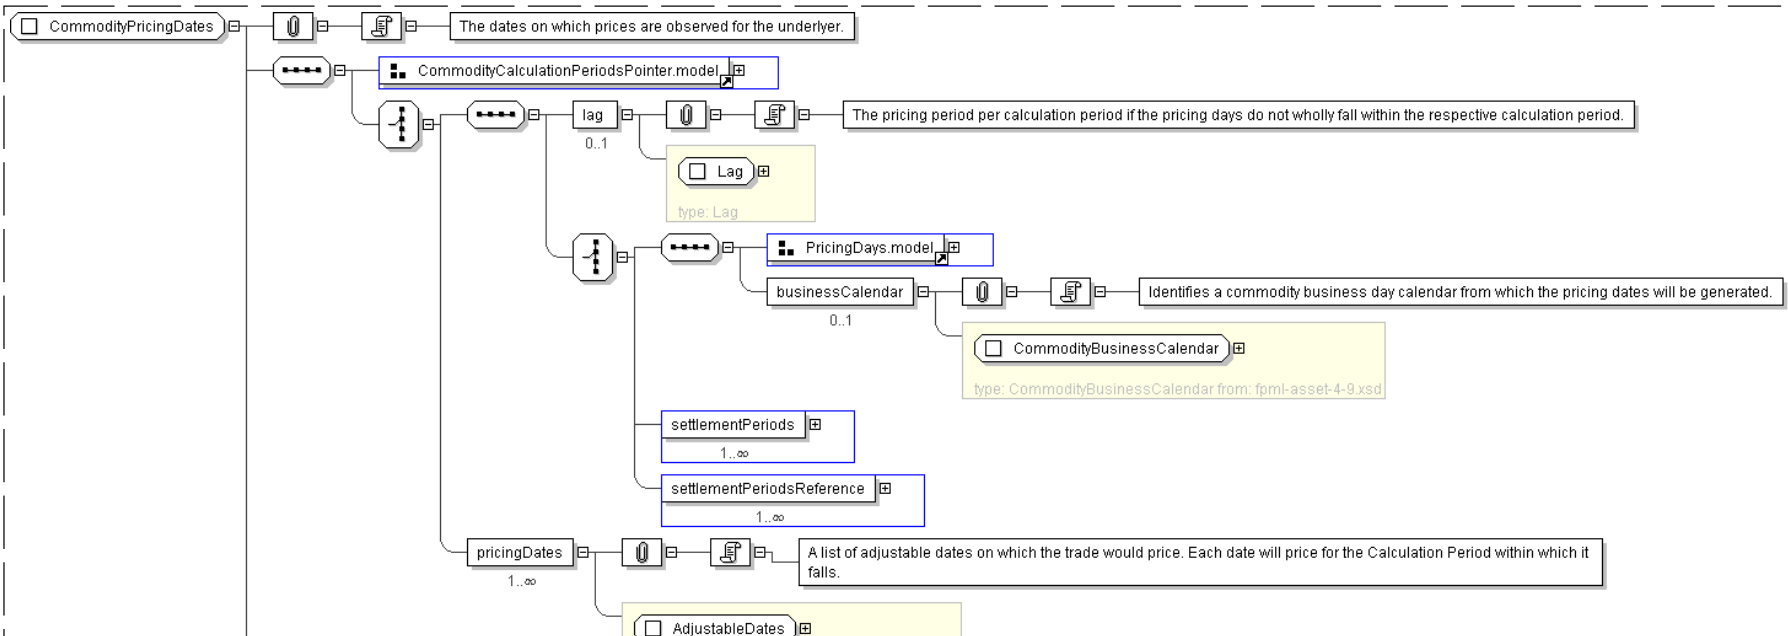 CommodityPricingDates
The dates on which prices are observed for the underlyer.
CommodityCalculationPeriodsPointer.model
lag
The pricing period per calculation period if the pricing days do not wholly fall within the respective calculation period.
0..1
Lag
type: Lag
PricingDays.model
businessCalendar
Identifies a commodity business day calendar from which the pricing dates will be generated.
0..1
CommodityBusinessCalendar
type: CommodityBusinessCalendar from: fpml-asset-4-9.xsd
settlementPeriods
1..∞
settlementPeriodsReference
1..∞
pricingDates
A list of adjustable dates on which the trade would price. Each date will price for the Calculation Period within which it
falls.
1..∞
AdjustableDates